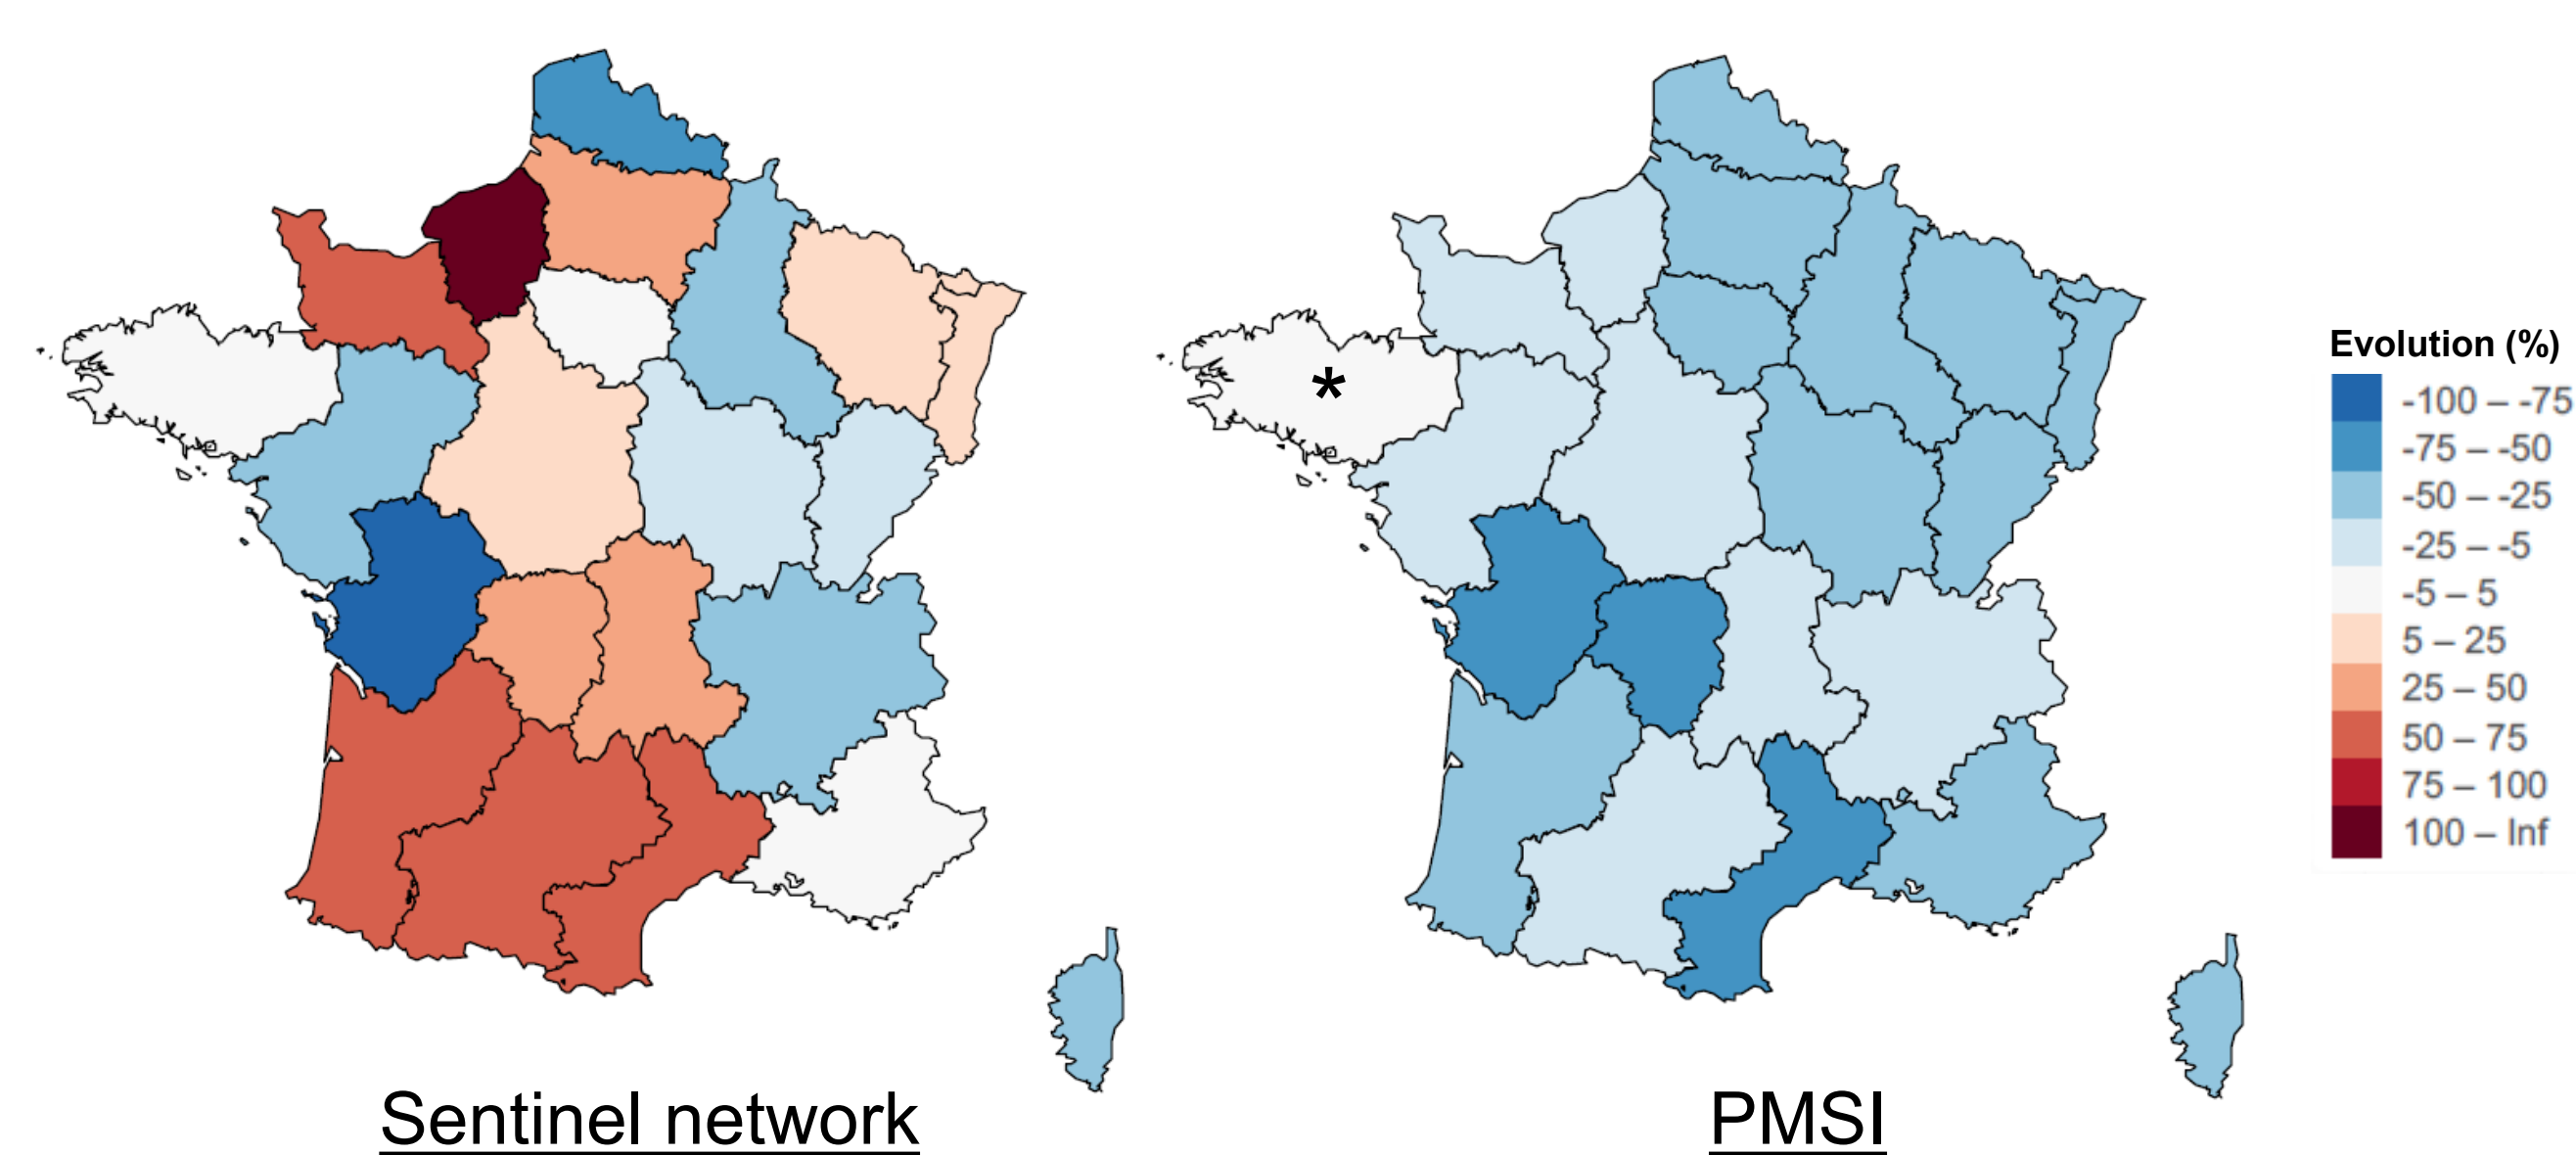 *
Evolution (%)
-100 – -75
-75 – -50
-50 – -25
-25 – -5
-5 – 5
5 – 25
25 – 50
50 – 75
75 – 100
100 – Inf
Sentinel network
PMSI